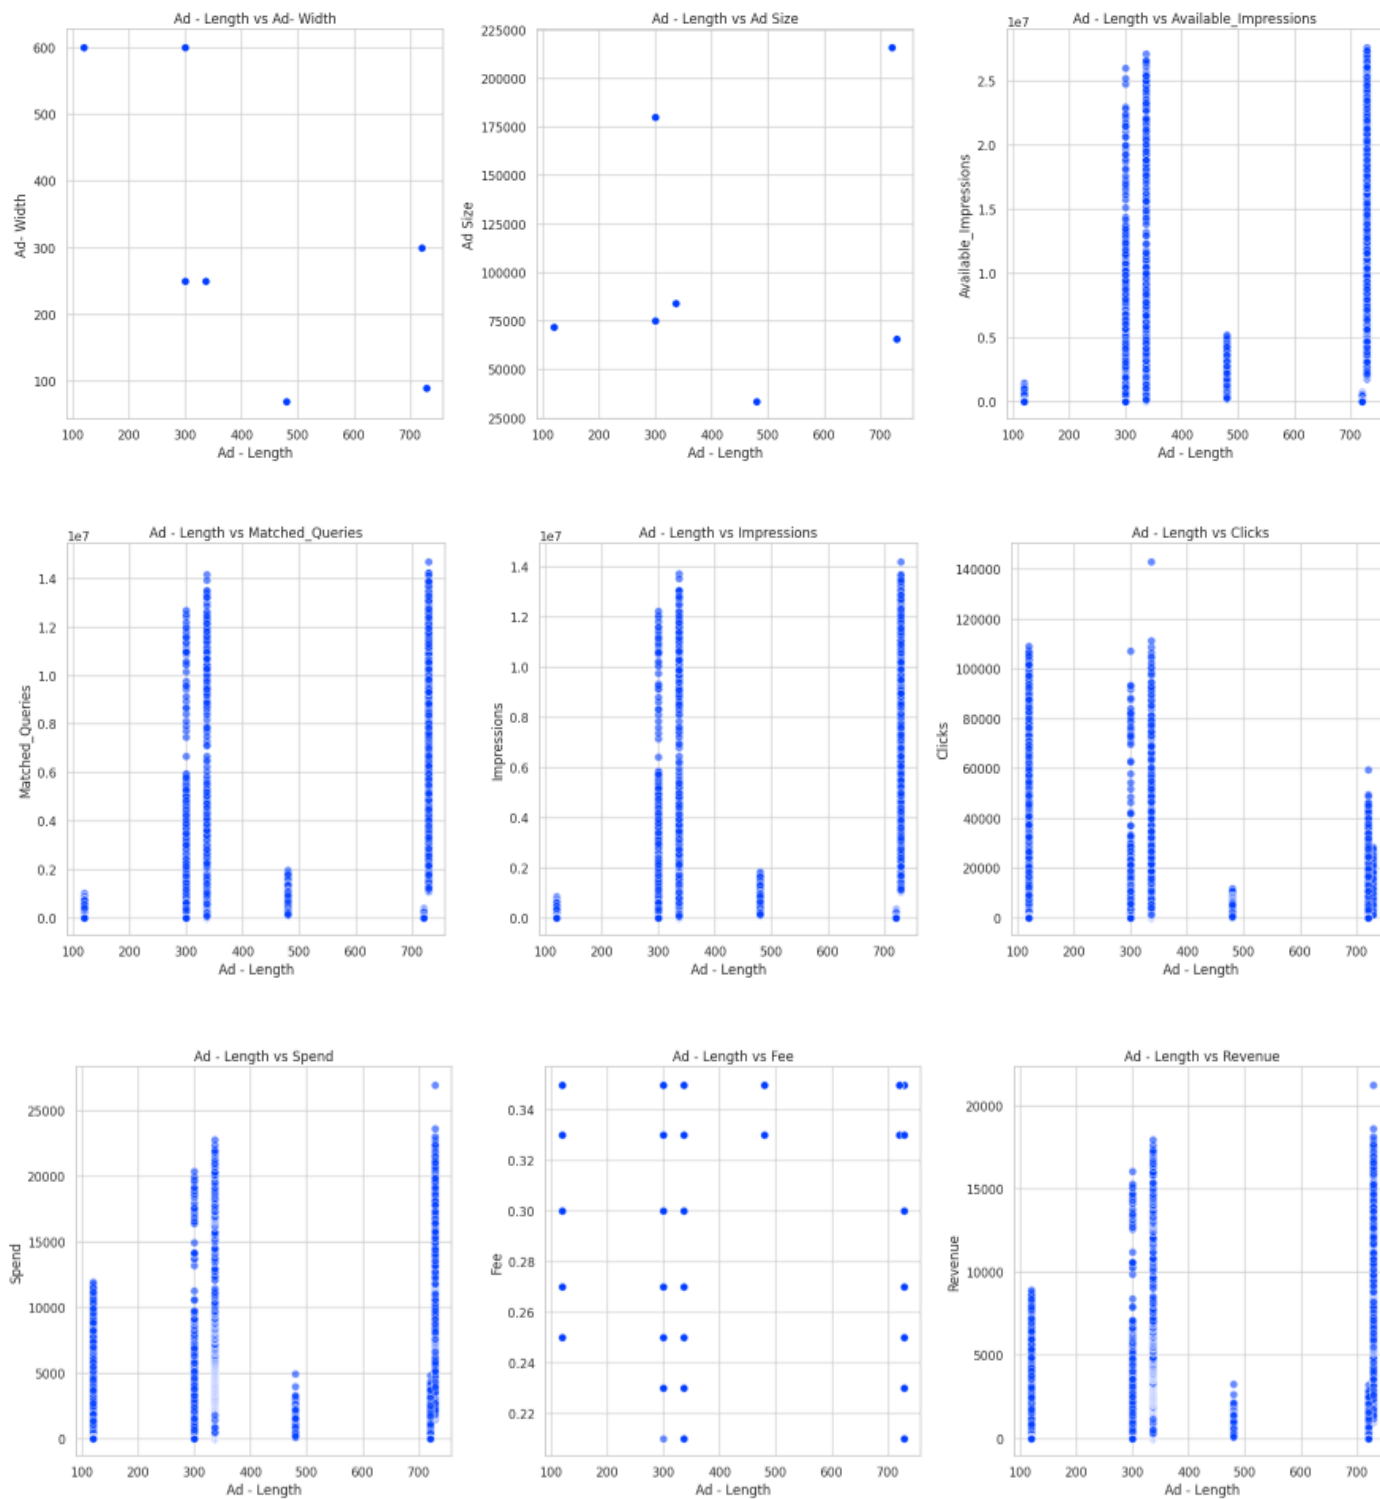 Ad - Length vs Ad- Width
Ad- Width
600
500
400
300
200
100
100 200 300 400 500 600 700
Ad - Length
Ad - Length vs Ad Size
Ad Size
225000
200000
175000
150000
125000
100000
75000
50000
25000
100 200 300 400 500 600 700
Ad - Length
Ad - Length vs Available_Impressions
1e7
Available_Impressions
2.5
2.0
1.5
1.0
0.5
0.0
100 200 300 400 500 600 700
Ad - Length
Ad - Length vs Matched_Queries
1e7
Matched_Queries
1.4
1.2
1.0
0.8
0.6
0.4
0.2
0.0
100 200 300 400 500 600 700
Ad - Length
Ad - Length vs Impressions
1e7
Impressions
1.4
1.2
1.0
0.8
0.6
0.4
0.2
0.0
100 200 300 400 500 600 700
Ad - Length
Ad - Length vs Clicks
Clicks
140000
120000
100000
80000
60000
40000
20000
0
100 200 300 400 500 600 700
Ad - Length
Ad - Length vs Spend
Spend
25000
20000
15000
10000
5000
0
100 200 300 400 500 600 700
Ad - Length
Ad - Length vs Fee
Fee
0.34
0.32
0.30
0.28
0.26
0.24
0.22
100 200 300 400 500 600 700
Ad - Length
Ad - Length vs Revenue
Revenue
20000
15000
10000
5000
0
100 200 300 400 500 600 700
Ad - Length